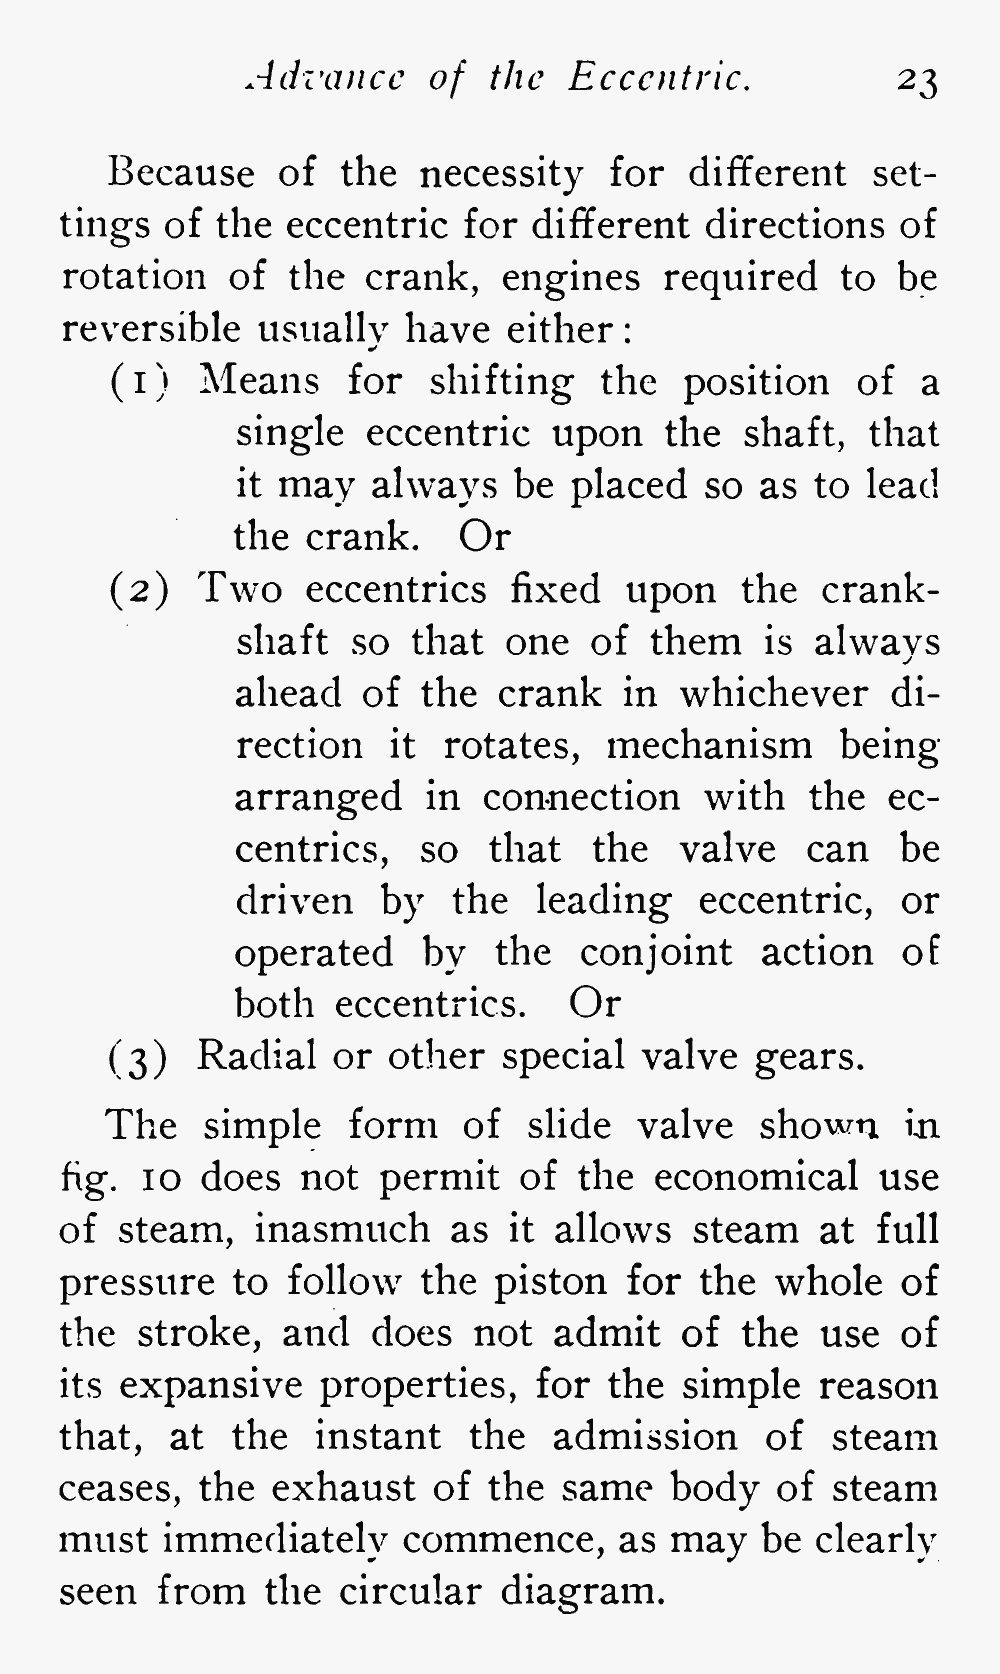 Advance of the Eccentric. 23
Because of the necessity for different set-
tings of the eccentric for different directions of
rotation of the crank, engines required to be
reversible usually have either:
(1) Means for shifting the position of a
single eccentric upon the shaft, that
it may always be placed so as to lead
the crank. Or
(2) Two eccentrics fixed upon the crank-
shaft so that one of them is always
ahead of the crank in whichever di-
rection it rotates, mechanism being
arranged in connection with the ec-
centrics, so that the valve can be
driven by the leading eccentric, or
operated by the conjoint action of
both eccentrics. Or
(3) Radial or other special valve gears.
The simple form of slide valve shown in
fig. 10 does not permit of the economical use
of steam, inasmuch as it allows steam at full
pressure to follow the piston for the whole of
the stroke, and does not admit of the use of
its expansive properties, for the simple reason
that, at the instant the admission of steam
ceases, the exhaust of the same body of steam
must immediately commence, as may be clearly
seen from the circular diagram.